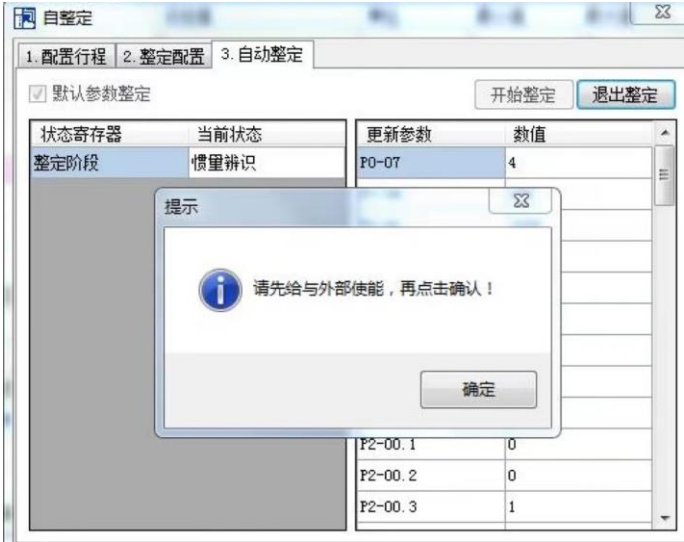 自整定
1.配置行程 2.整定配置 3.自动整定
默认参数整定 开始整定 退出整定
状态寄存器 当前状态 更新参数 数值
整定阶段 惯量辨识 P0-07 4
提示
请先给与外部使能，再点击确认！
确定
P2-00.1 0
P2-00.2 0
P2-00.3 1